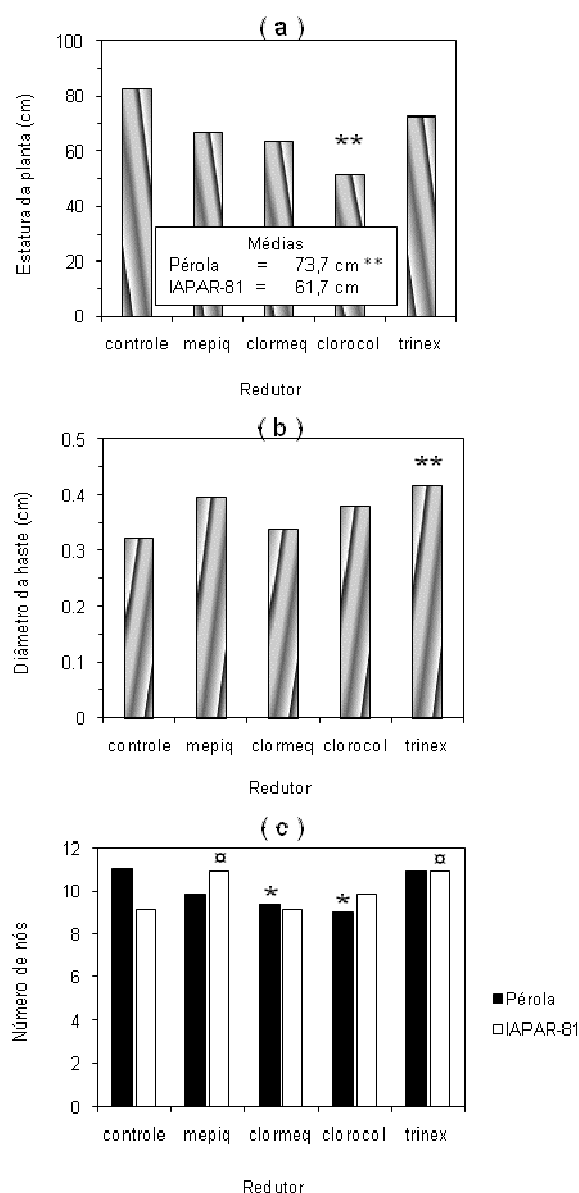 ( a )
Estatura da planta (cm)
100
80
60
40
20
0
**
Médias
Pérola = 73,7 cm **
IAPAR-81 = 61,7 cm
controle mepiq clormeq clorocol trinex
Redutor
( b )
Diâmetro da haste (cm)
0.5
0.4
0.3
0.2
0.1
0
**
controle mepiq clormeq clorocol trinex
Redutor
( c )
Número de nós
12
10
8
6
4
2
0
¤ * * ¤
Pérola
IAPAR-81
controle mepiq clormeq clorocol trinex
Redutor